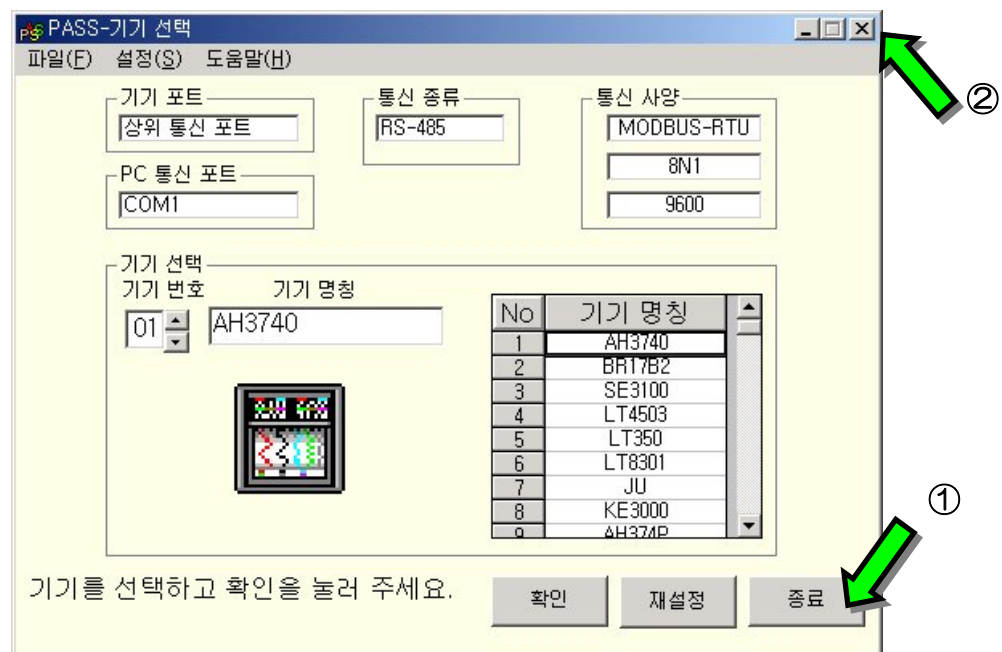 PASS-기기 선택
파일(F) 설정(S) 도움말(H)
②
기기 포트
상위 통신 포트
통신 종류
RS-485
통신 사양
MODBUS-RTU
8N1
9600
PC 통신 포트
COM1
기기 선택
기기 번호 기기 명칭
01 AH3740
No 기기 명칭
1 AH3740
2 BR17B2
3 SE3100
4 LT4503
5 LT350
6 LT8301
7 JU
8 KE3000
9 AH374P
①
기기를 선택하고 확인을 눌러 주세요.
확인 재설정 종료